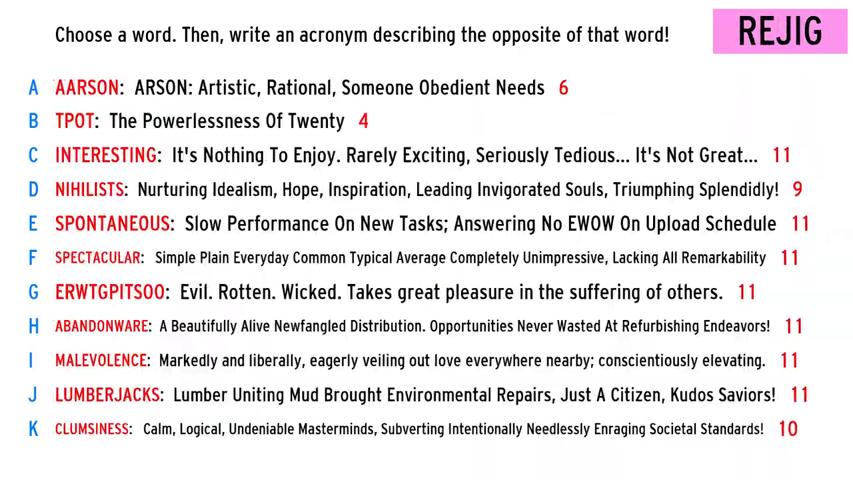 Choose a word. Then, write an acronym describing the opposite of that word!
REJIG
A AARSON: ARSON: Artistic, Rational, Someone Obedient Needs 6
B TPOT: The Powerlessness Of Twenty 4
C INTERESTING: It's Nothing To Enjoy. Rarely Exciting, Seriously Tedious... It's Not Great... 11
D NIHILISTS: Nurturing Idealism, Hope, Inspiration, Leading Invigorated Souls, Triumphing Splendidly! 9
E SPONTANEOUS: Slow Performance On New Tasks; Answering No EWOW On Upload Schedule 11
F SPECTACULAR: Simple Plain Everyday Common Typical Average Completely Unimpressive, Lacking All Remarkability 11
G ERWTGPITSOO: Evil. Rotten. Wicked. Takes great pleasure in the suffering of others. 11
H ABANDONWARE: A Beautifully Alive Newfangled Distribution. Opportunities Never Wasted At Refurbishing Endeavors! 11
I MALEVOLENCE: Markedly and liberally, eagerly veiling out love everywhere nearby; conscientiously elevating. 11
J LUMBERJACKS: Lumber Uniting Mud Brought Environmental Repairs, Just A Citizen, Kudos Saviors! 11
K CLUMSINESS: Calm, Logical, Undeniable Masterminds, Subverting Intentionally Needlessly Enraging Societal Standards! 10